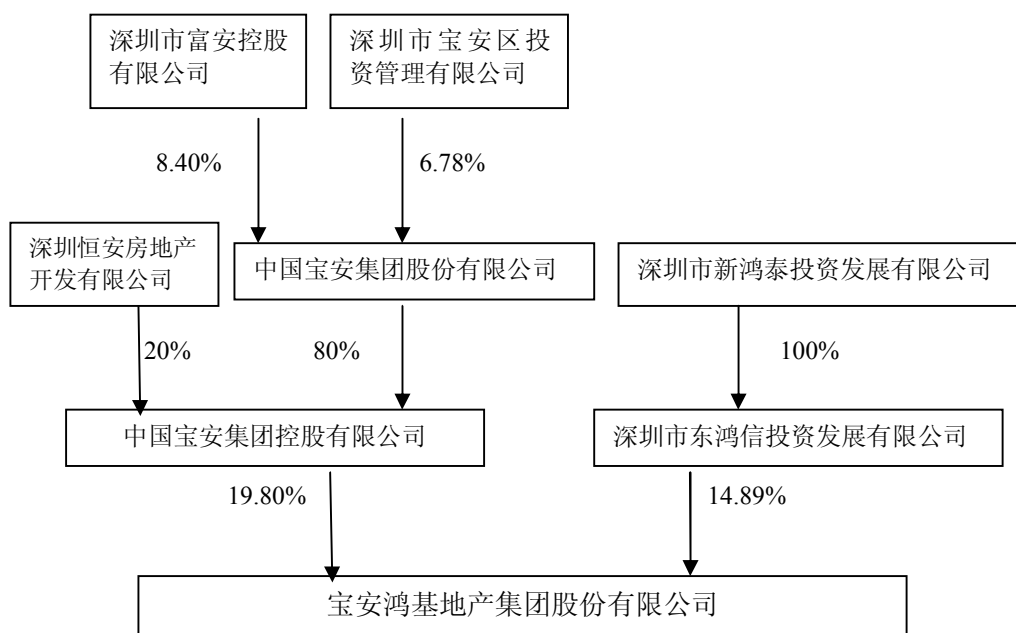 深圳市富安控股
有限公司
深圳市宝安区投
资管理有限公司
8.40%
6.78%
深圳恒安房地产
开发有限公司
中国宝安集团股份有限公司
深圳市新鸿泰投资发展有限公司
20%
80%
100%
中国宝安集团控股有限公司
深圳市东鸿信投资发展有限公司
19.80%
14.89%
宝安鸿基地产集团股份有限公司